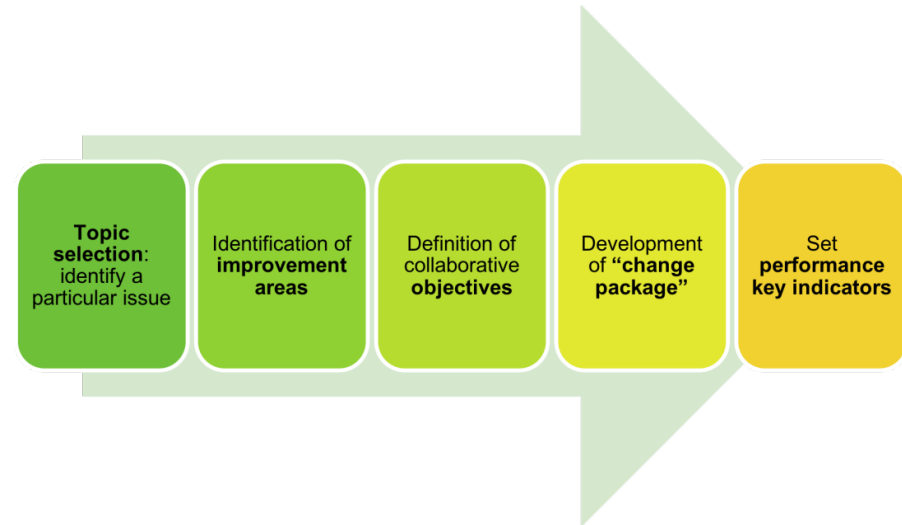 Topic
selection:
identify a
particular issue
Identification of
improvement
areas
Definition of
collaborative
objectives
Development
of “change
package”
Set
performance
key indicators